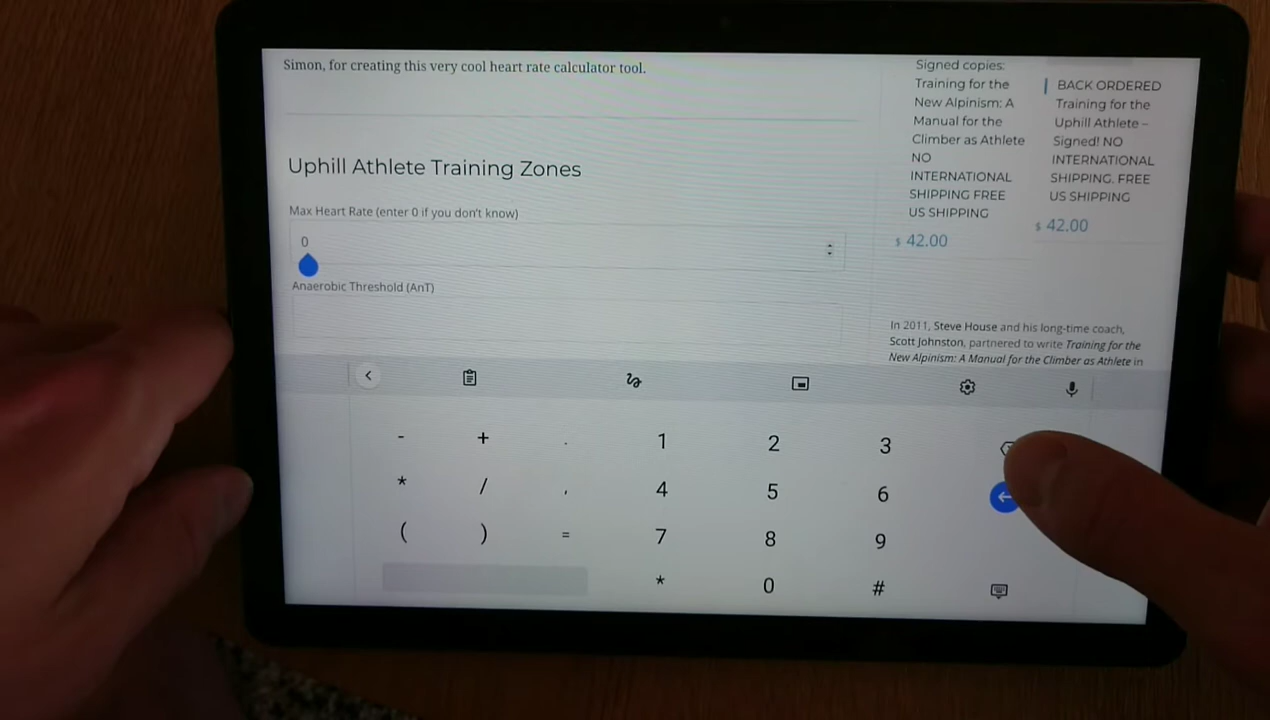 Simon, for creating this very cool heart rate calculator tool.
Uphill Athlete Training Zones
Max Heart Rate (enter 0 if you don't know)
0
Anaerobic Threshold (AnT)
Signed copies:
Training for the
New Alpinism: A
Manual for the
Climber as Athlete
NO
INTERNATIONAL
SHIPPING FREE
US SHIPPING
$ 42.00
BACK ORDERED
Training for the
Uphill Athlete –
Signed! NO
INTERNATIONAL
SHIPPING. FREE
US SHIPPING
$ 42.00
In 2011, Steve House and his long-time coach,
Scott Johnston, partnered to write Training for the
New Alpinism: A Manual for the Climber as Athlete in
- + . 1 2 3
* / , 4 5 6
( ) = 7 8 9
* 0 #